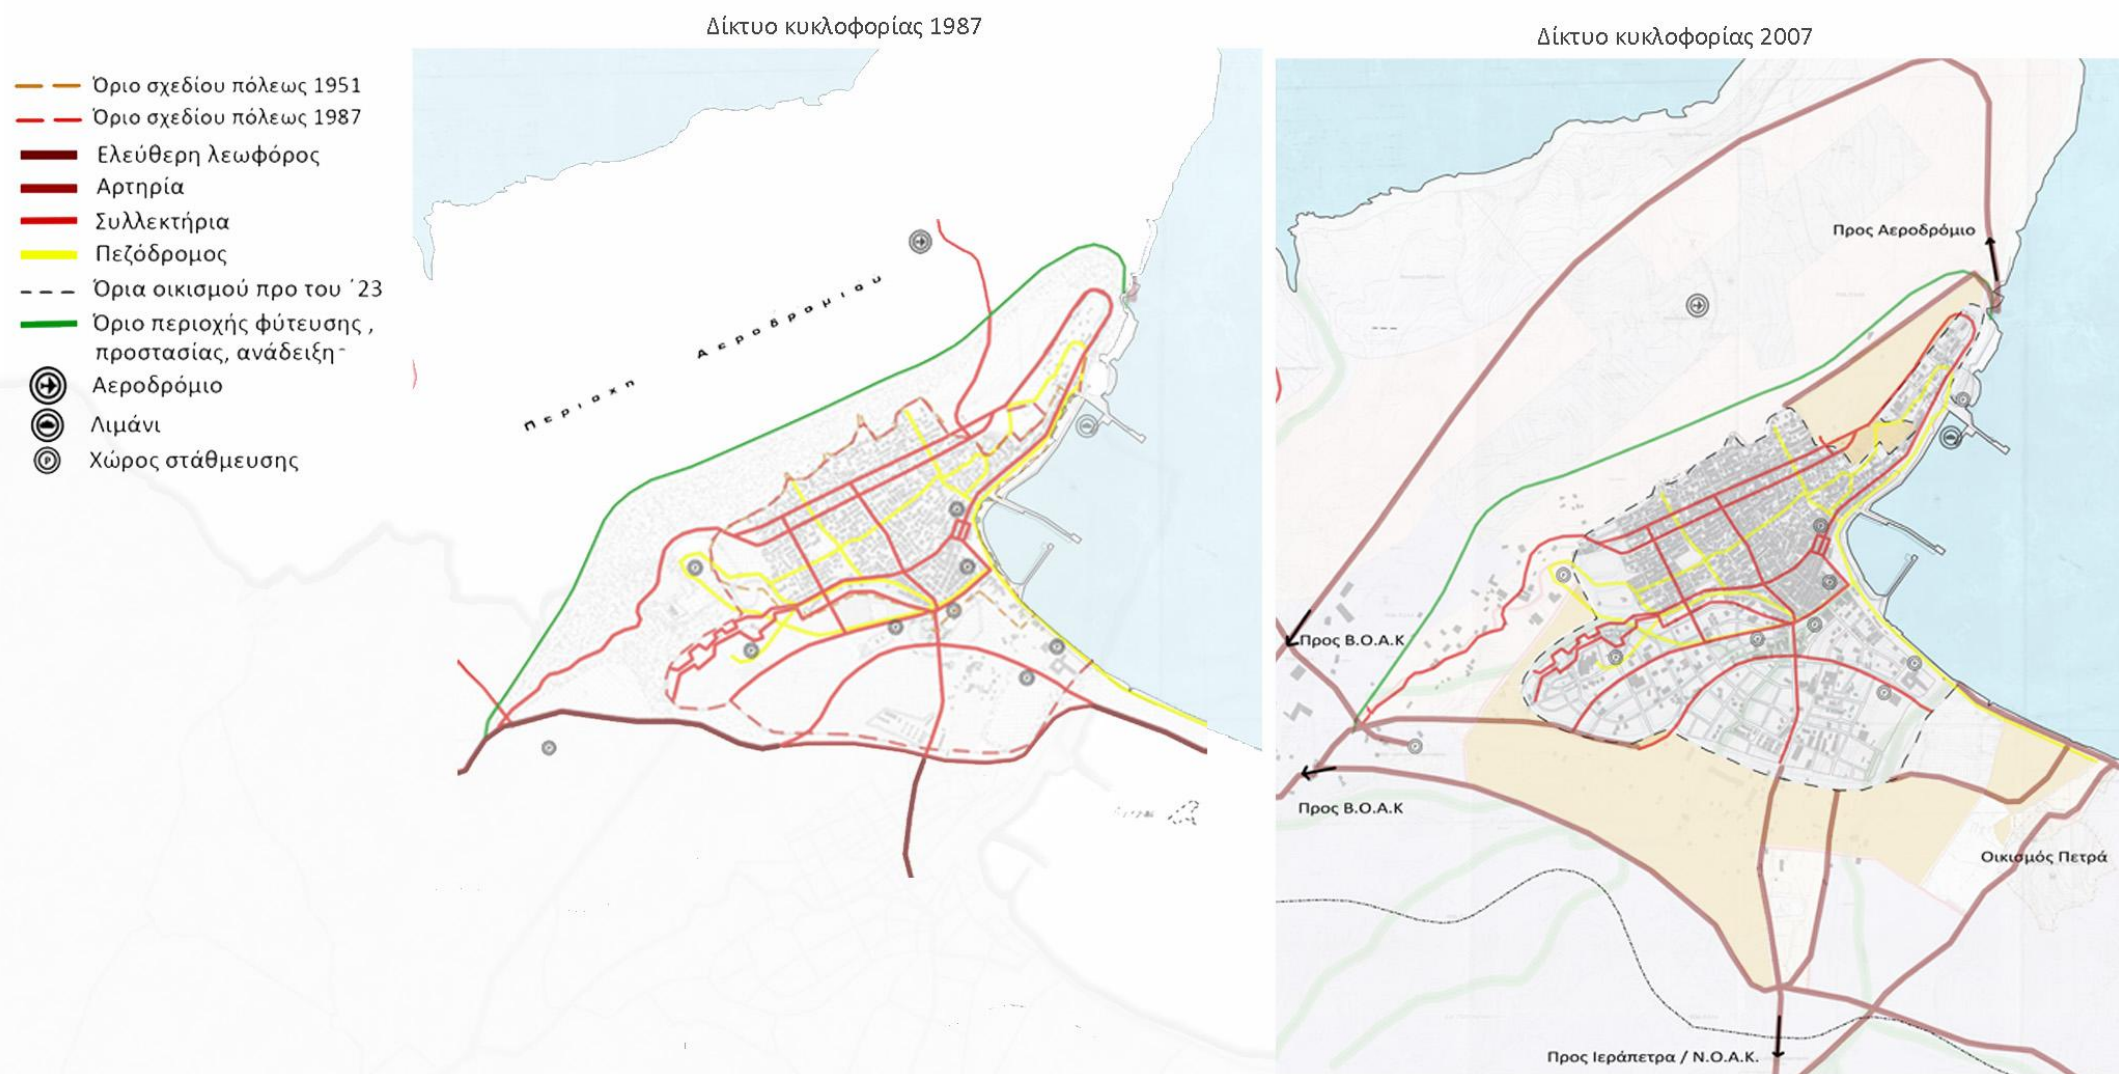 Δίκτυο κυκλοφορίας 1987
Δίκτυο κυκλοφορίας 2007
Όριο σχεδίου πόλεως 1951
Όριο σχεδίου πόλεως 1987
Ελεύθερη λεωφόρος
Αρτηρία
Συλλεκτήρια
Πεζόδρομος
Όρια οικισμού προ του ΄23
Όριο περιοχής φύτευσης ,
προστασίας, ανάδειξη
Αεροδρόμιο
Λιμάνι
P Χώρος στάθμευσης
Περιοχη Αεροδρομιου
Προς Αεροδρόμιο
Προς Β.Ο.Α.Κ
Προς Β.Ο.Α.Κ
Οικισμός Πετρά
Προς Ιεράπετρα / Ν.Ο.Α.Κ.